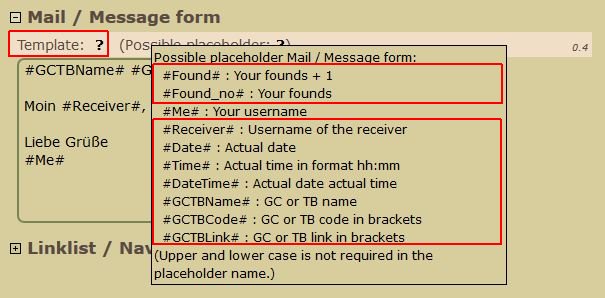 Mail / Message form
Template: ? (Possible placeholder: ?)
0.4
#GCTBName# #G
Moin #Receiver#,
Liebe Grüße
#Me#
Possible placeholder Mail / Message form:
#Found# : Your founds + 1
#Found_no# : Your founds
#Me# : Your username
#Receiver# : Username of the receiver
#Date# : Actual date
#Time# : Actual time in format hh:mm
#DateTime# : Actual date actual time
#GCTBName# : GC or TB name
#GCTBCode# : GC or TB code in brackets
#GCTBLink# : GC or TB link in brackets
(Upper and lower case is not required in the
placeholder name.)
Linklist / Nav